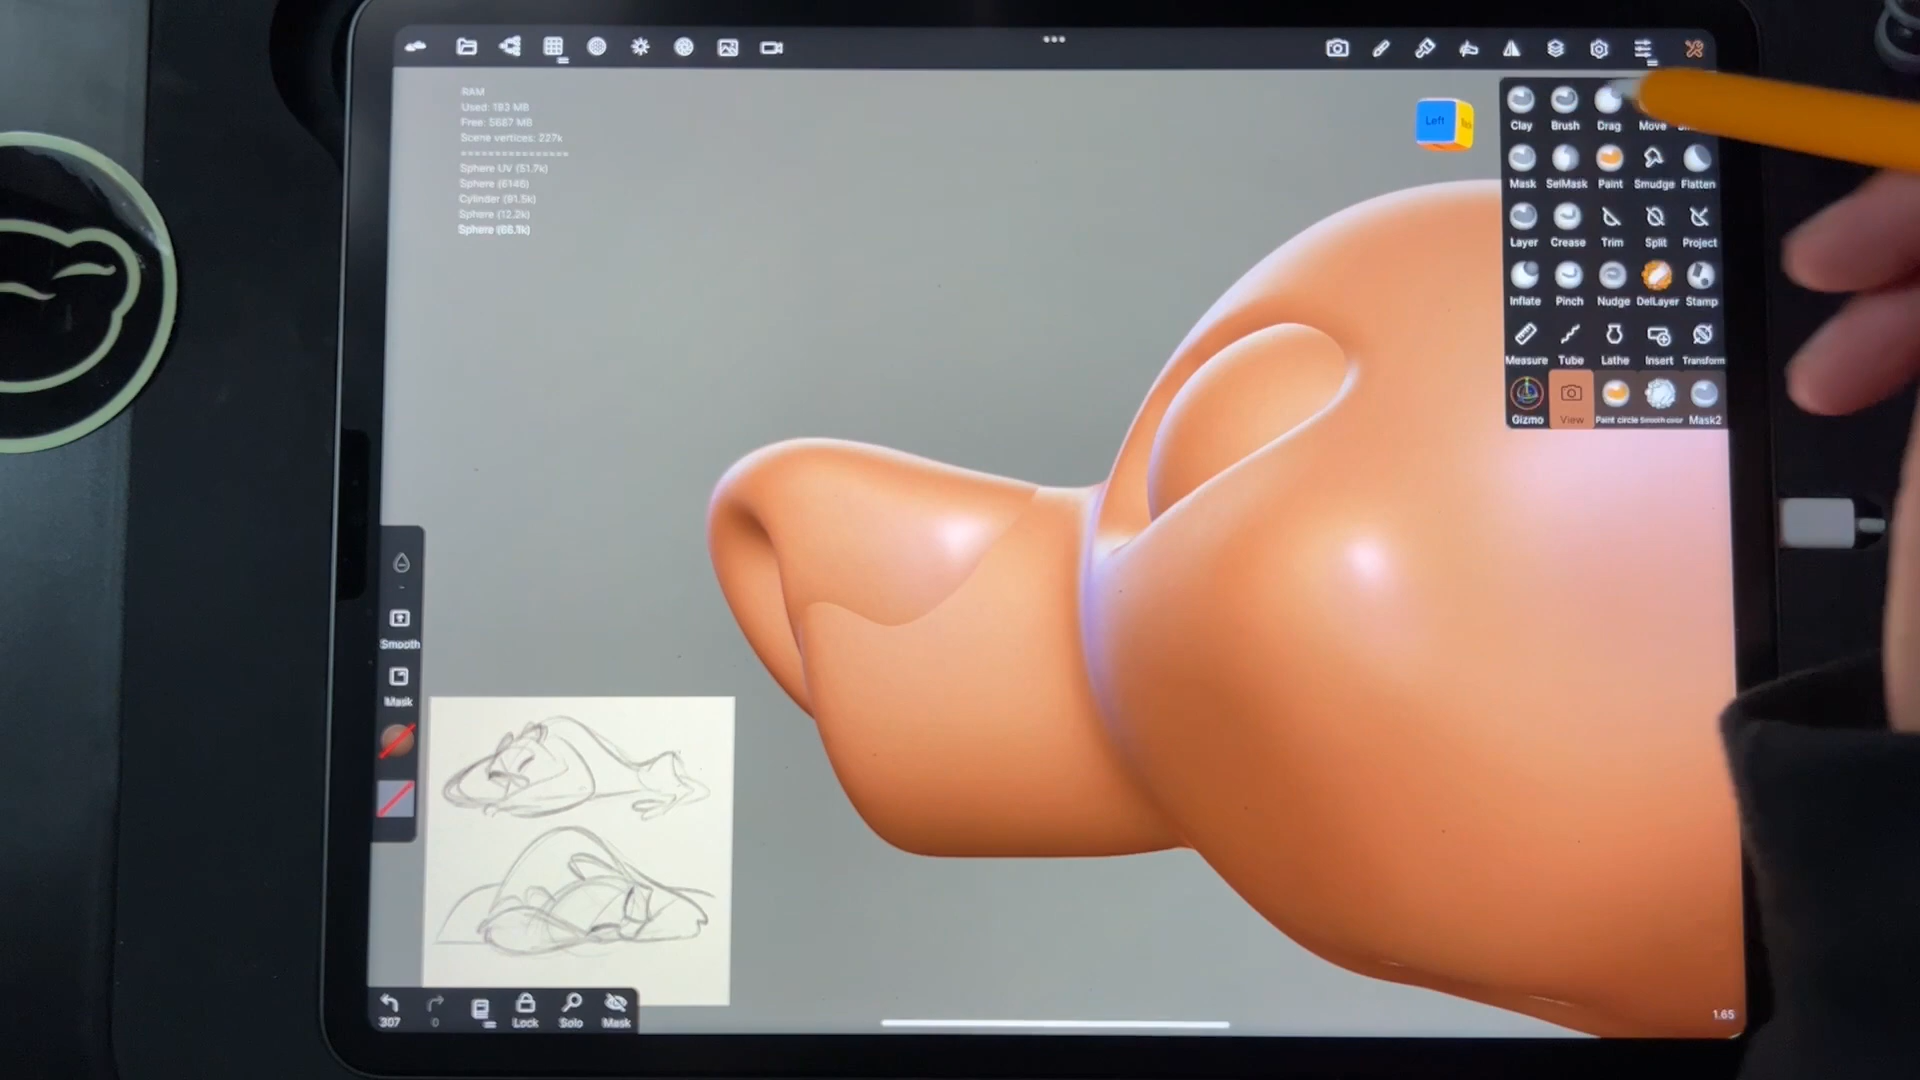 RAM
Used: 193 MB
Free: 5687 MB
Scene vertices: 227k
================
Sphere UV (51.7k)
Sphere (6146)
Cylinder (91.5k)
Sphere (12.2k)
Sphere (66.1k)
Left
Clay Brush Drag Move
Mask SelMask Paint Smudge Flatten
Layer Crease Trim Split Project
Inflate Pinch Nudge DelLayer Stamp
Measure Tube Lathe Insert Transform
Gizmo View Paint circle Smooth color Mask2
Smooth
Mask
307 0 Lock Solo Mask
1.65